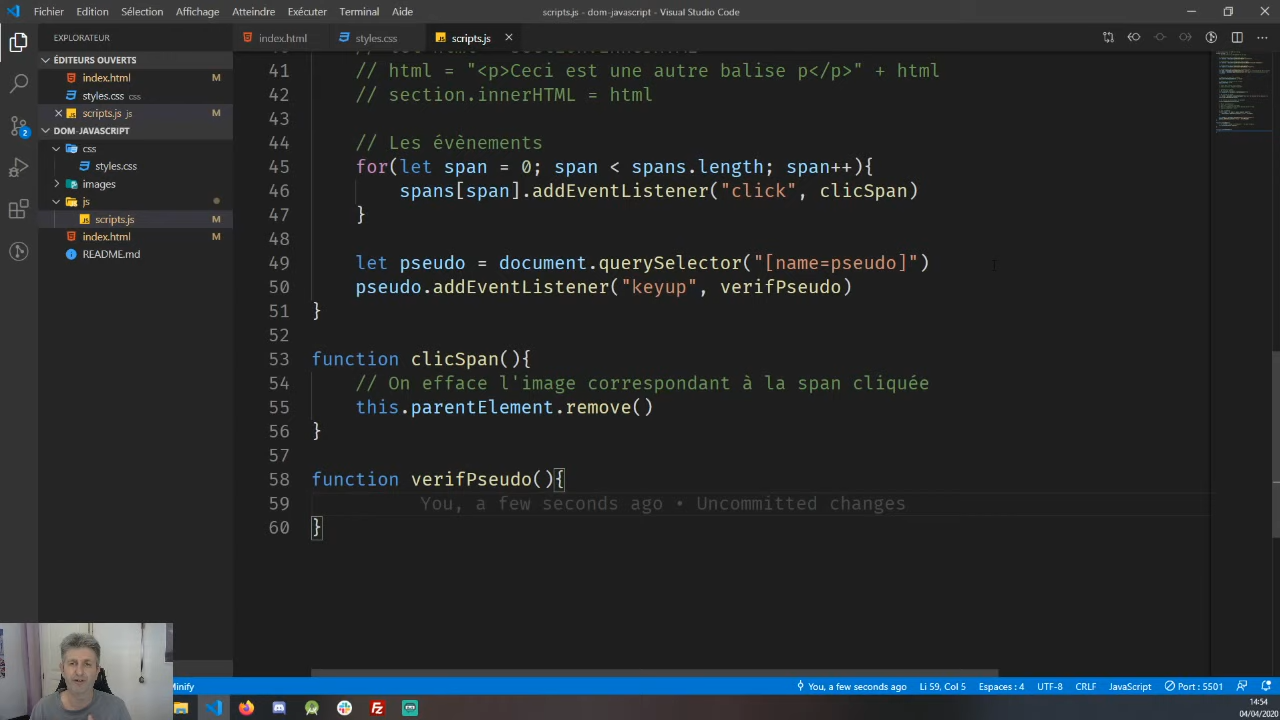 Fichier Edition Sélection Affichage Atteindre Exécuter Terminal Aide
scripts.js - dom-javascript - Visual Studio Code
EXPLORATEUR
index.html
styles.css
scripts.js
ÉDITEURS OUVERTS
index.html M
styles.css css
scripts.js js M
DOM-JAVASCRIPT
css
styles.css
images
js
scripts.js M
index.html M
README.md
2
41 // html = "<p>Ceci est une autre balise p</p>" + html
42 // section.innerHTML = html
43
44 // Les évènements
45 for(let span = 0; span < spans.length; span++){
46 spans[span].addEventListener("click", clicSpan)
47 }
48
49 let pseudo = document.querySelector("[name=pseudo]")
50 pseudo.addEventListener("keyup", verifPseudo)
51 }
52
53 function clicSpan(){
54 // On efface l'image correspondant à la span cliquée
55 this.parentElement.remove()
56 }
57
58 function verifPseudo(){
59 You, a few seconds ago • Uncommitted changes
60 }
Minify
You, a few seconds ago Li 59, Col 5 Espaces : 4 UTF-8 CRLF JavaScript Port : 5501
14:54
04/04/2020